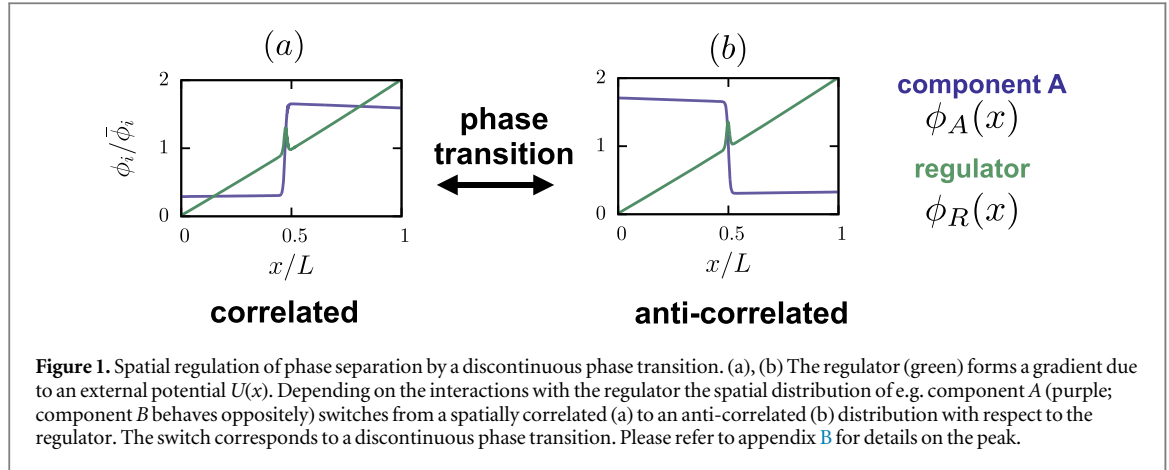 (a)
(b)
2
1
0
0
0.5
1
ϕ_i/ϕ̄_i
x/L
correlated
phase
transition
2
1
0
0
0.5
1
x/L
anti-correlated
component A
ϕ_A(x)
regulator
ϕ_R(x)
Figure 1. Spatial regulation of phase separation by a discontinuous phase transition. (a), (b) The regulator (green) forms a gradient due
to an external potential U(x). Depending on the interactions with the regulator the spatial distribution of e.g. component A (purple;
component B behaves oppositely) switches from a spatially correlated (a) to an anti-correlated (b) distribution with respect to the
regulator. The switch corresponds to a discontinuous phase transition. Please refer to appendix B for details on the peak.